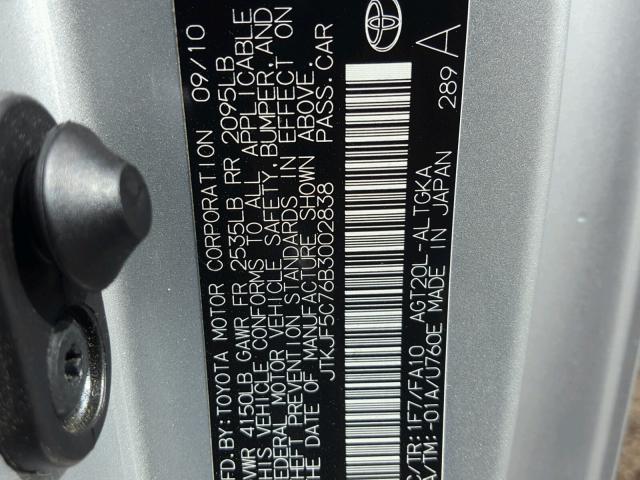 FD.BY:TOYOTA MOTOR CORPORATION 09/10
VWR 4150LB GAWR FR 2535LB RR 2095LB
THIS VEHICLE CONFORMS TO ALL APPLICABLE
FEDERAL MOTOR VEHICLE SAFETY, BUMPER, AND
THEFT PREVENTION STANDARDS IN EFFECT ON
THE DATE OF MANUFACTURE SHOWN ABOVE.
JTKJF5C76B3002838 PASS.CAR
C/TR: 1F7/FA10 AGT20L-ALTGKA 289 A
A/TM: -01A/U760E MADE IN JAPAN